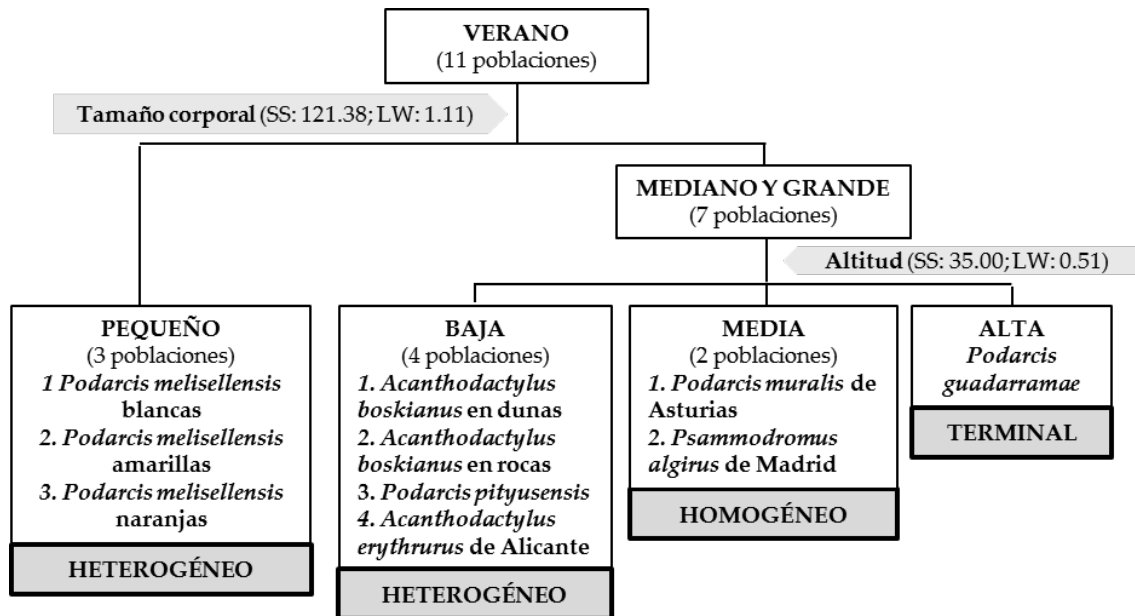 VERANO
(11 poblaciones)
Tamaño corporal (SS: 121.38; LW: 1.11)
MEDIANO Y GRANDE
(7 poblaciones)
Altitud (SS: 35.00; LW: 0.51)
PEQUEÑO
(3 poblaciones)
1 Podarcis melisellensis
blancas
2. Podarcis melisellensis
amarillas
3. Podarcis melisellensis
naranjas
HETEROGÉNEO
BAJA
(4 poblaciones)
1. Acanthodactylus
boskianus en dunas
2. Acanthodactylus
boskianus en rocas
3. Podarcis pityusensis
4. Acanthodactylus
erythrurus de Alicante
HETEROGÉNEO
MEDIA
(2 poblaciones)
1. Podarcis muralis de
Asturias
2. Psammodromus
algirus de Madrid
HOMOGÉNEO
ALTA
Podarcis
guadarramae
TERMINAL